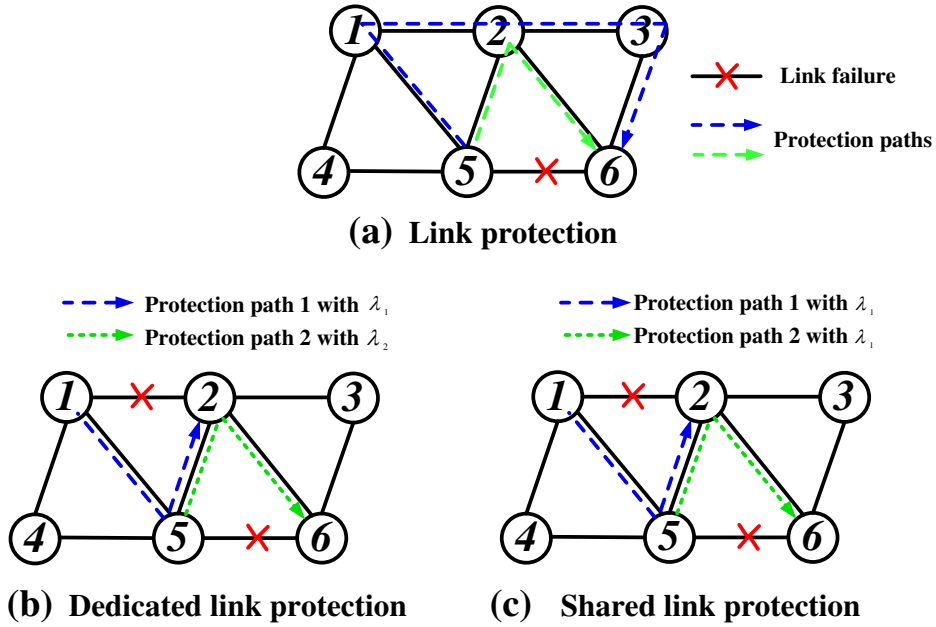 1 2 3
Link failure
Protection paths
4 5 6
(a) Link protection
Protection path 1 with λ₁
Protection path 2 with λ₂
1 2 3
4 5 6
(b) Dedicated link protection
Protection path 1 with λ₁
Protection path 2 with λ₁
1 2 3
4 5 6
(c) Shared link protection